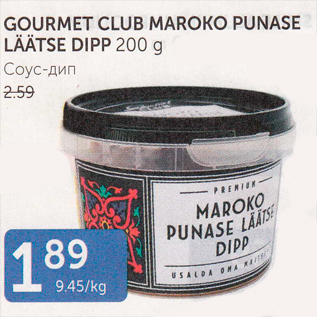 GOURMET CLUB MAROKO PUNASE
LÄÄTSE DIPP 200 g
Соус-дип
2.59
PREMIUM
MAROKO
PUNASE LÄÄTSE
DIPP
USALDA OMA
1.89
9.45/kg